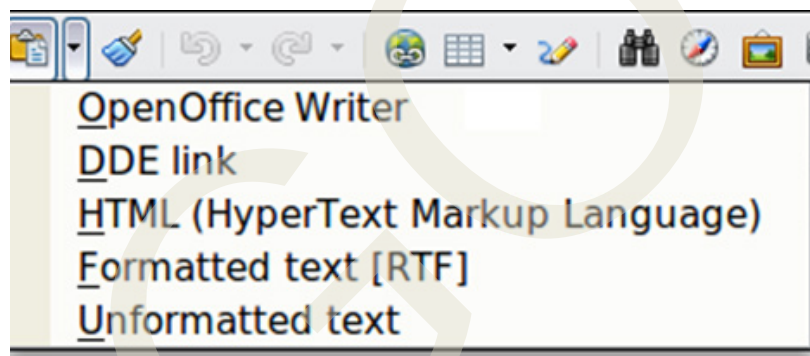 OpenOffice Writer
DDE link
HTML (HyperText Markup Language)
Formatted text [RTF]
Unformatted text